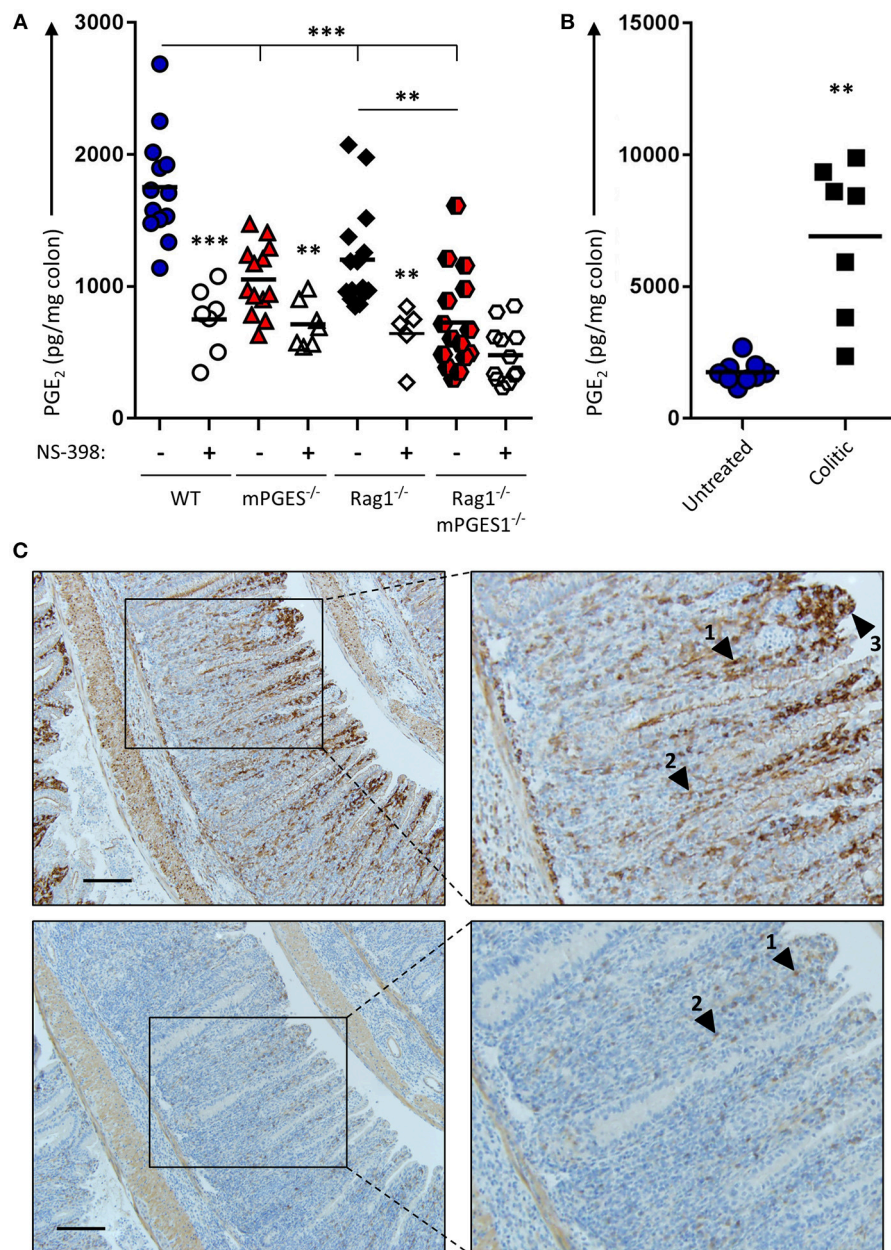 A
PGE2 (pg/mg colon)
3000
2000
1000
0
***
**
***
**
**
NS-398: - + - + - + - +
WT mPGES-/- Rag1-/- Rag1-/-
mPGES1-/-
B
PGE2 (pg/mg colon)
15000
10000
5000
0
**
Untreated
Colitic
C
1
3
2
1
2